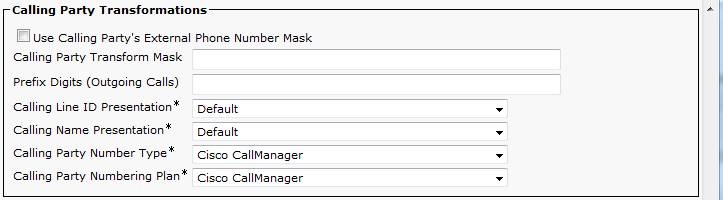 Calling Party Transformations
Use Calling Party's External Phone Number Mask
Calling Party Transform Mask
Prefix Digits (Outgoing Calls)
Calling Line ID Presentation* Default
Calling Name Presentation* Default
Calling Party Number Type* Cisco CallManager
Calling Party Numbering Plan* Cisco CallManager